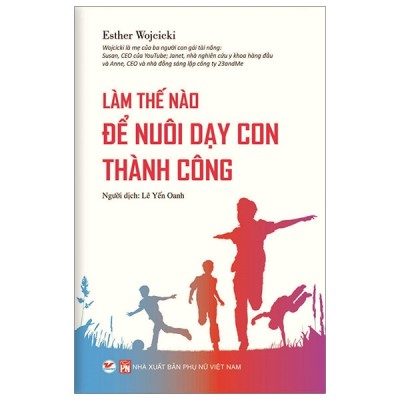 Esther Wojcicki
Wojcicki là mẹ của ba người con gái tài năng:
Susan, CEO của YouTube; Janet, nhà nghiên cứu y khoa hàng đầu
và Anne, CEO và nhà đồng sáng lập công ty 23andMe
LÀM THẾ NÀO
ĐỂ NUÔI DẠY CON
THÀNH CÔNG
Người dịch: Lê Yến Oanh
PN
NHÀ XUẤT BẢN PHỤ NỮ VIỆT NAM